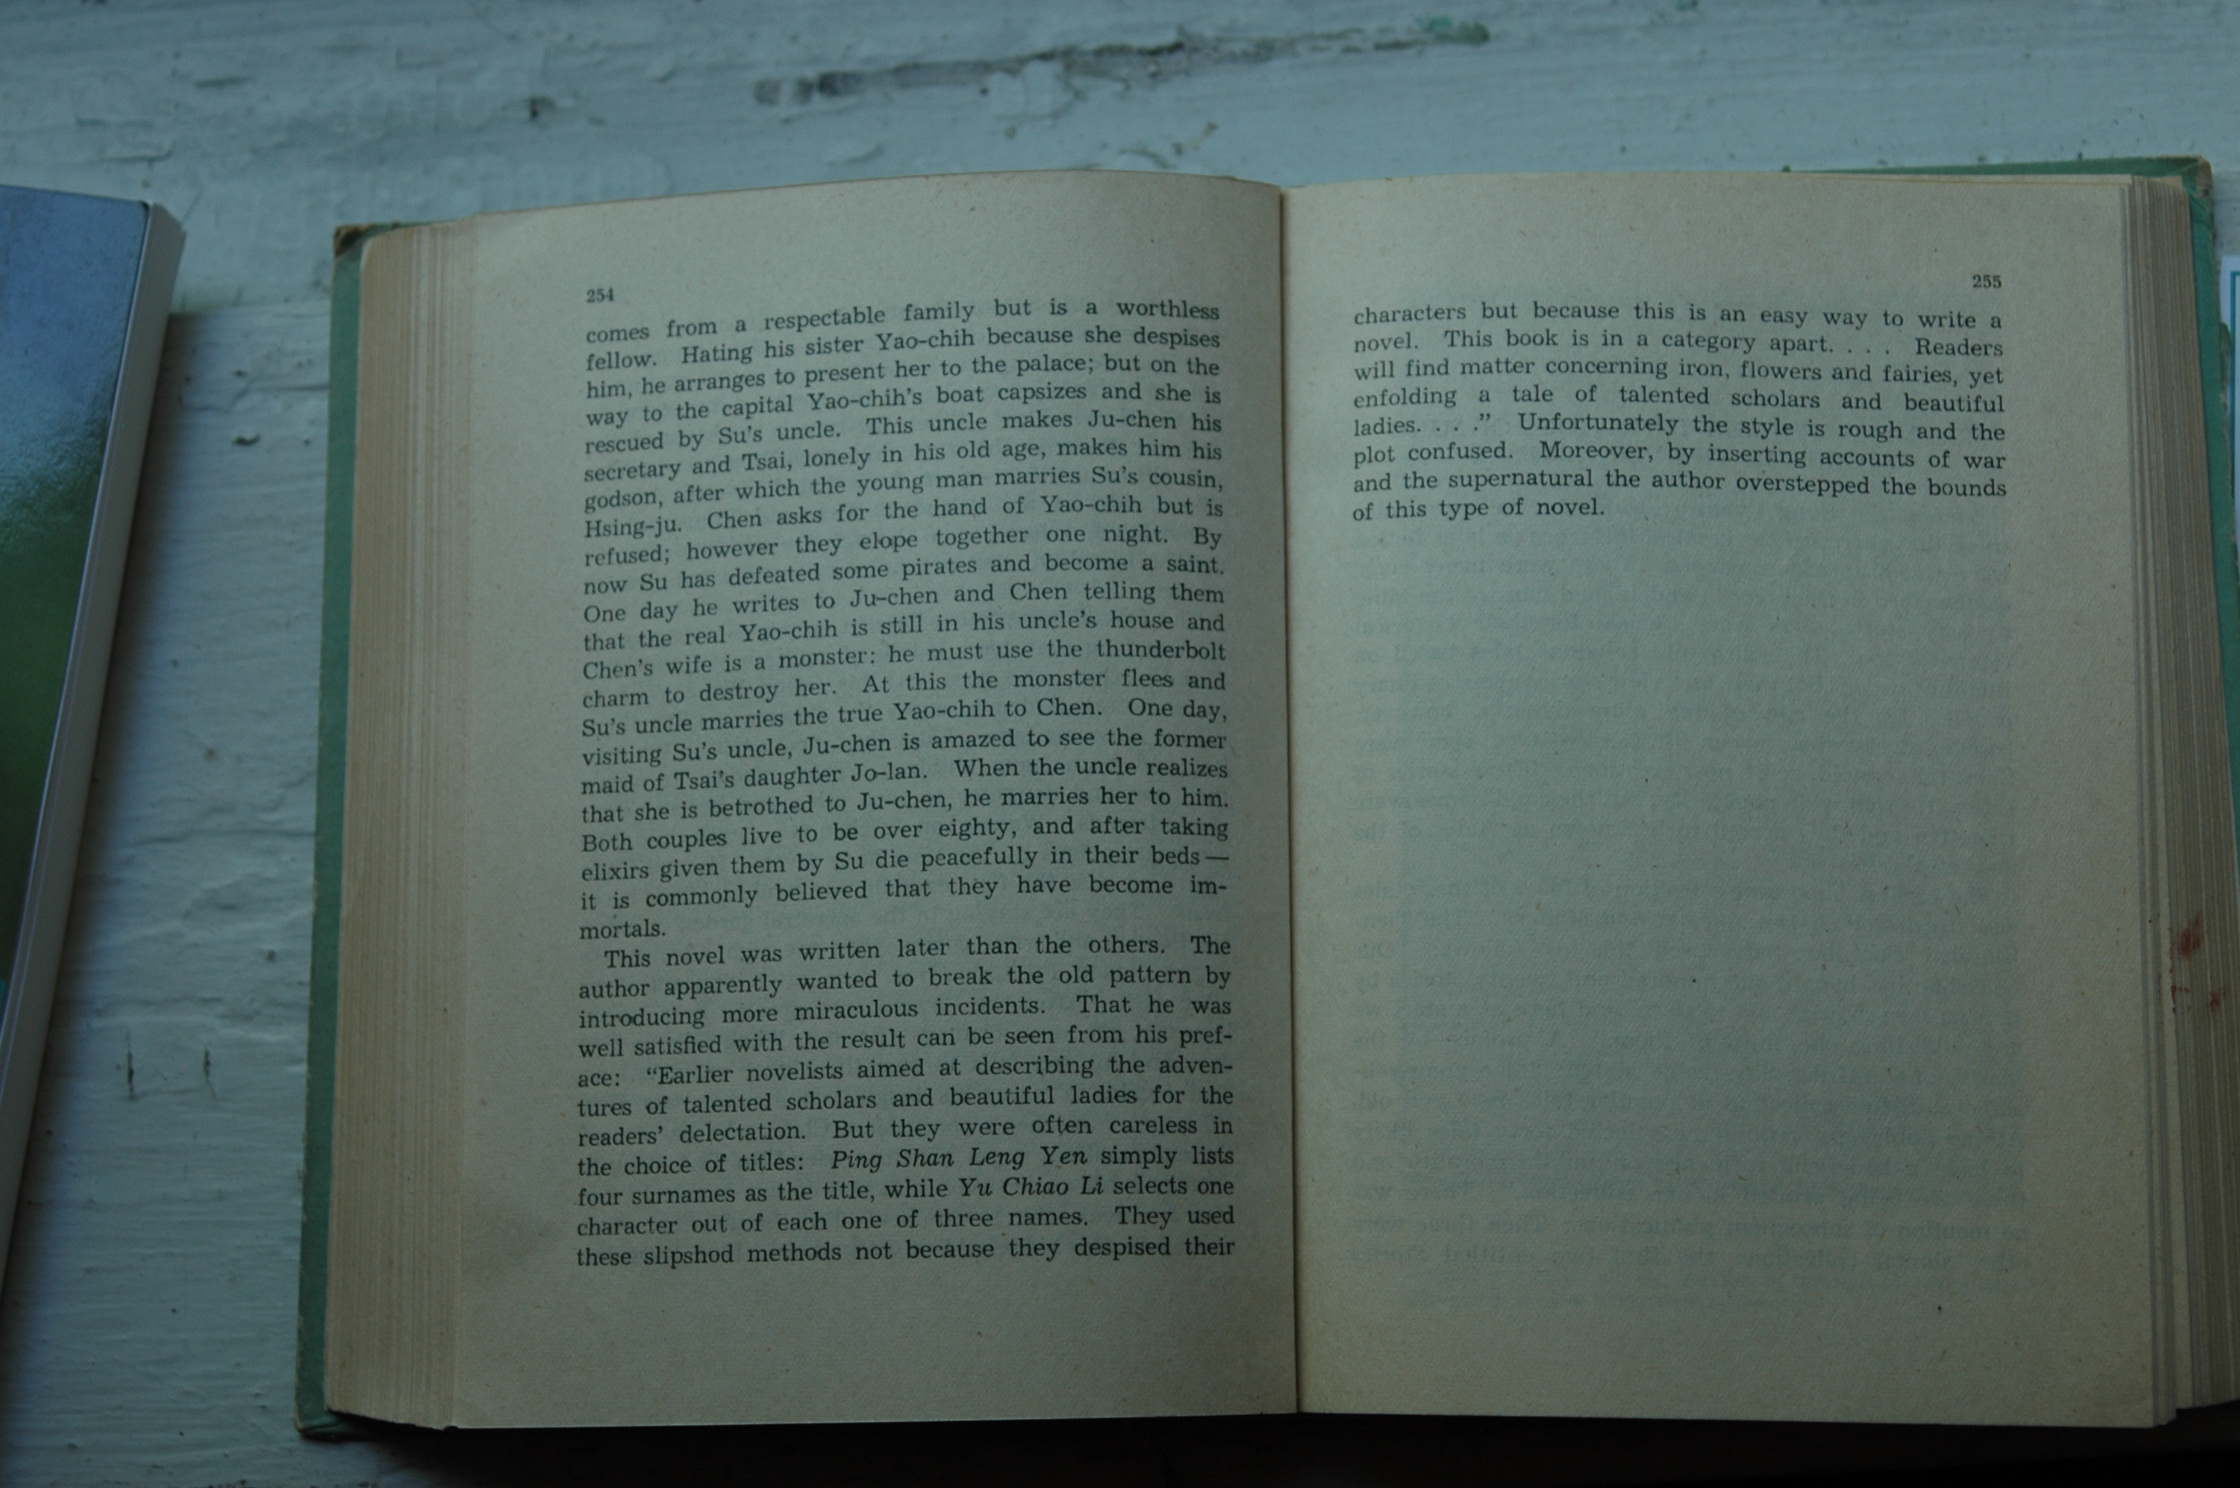 254
comes from a respectable family but is a worthless
fellow. Hating his sister Yao-chih because she despises
him, he arranges to present her to the palace; but on the
way to the capital Yao-chih's boat capsizes and she is
rescued by Su's uncle. This uncle makes Ju-chen his
secretary and Tsai, lonely in his old age, makes him his
godson, after which the young man marries Su's cousin,
Hsing-ju. Chen asks for the hand of Yao-chih but is
refused; however they elope together one night. By
now Su has defeated some pirates and become a saint.
One day he writes to Ju-chen and Chen telling them
that the real Yao-chih is still in his uncle's house and
Chen's wife is a monster: he must use the thunderbolt
charm to destroy her. At this the monster flees and
Su's uncle marries the true Yao-chih to Chen. One day,
visiting Su's uncle, Ju-chen is amazed to see the former
maid of Tsai's daughter Jo-lan. When the uncle realizes
that she is betrothed to Ju-chen, he marries her to him.
Both couples live to be over eighty, and after taking
elixirs given them by Su die peacefully in their beds —
it is commonly believed that they have become im-
mortals.
This novel was written later than the others. The
author apparently wanted to break the old pattern by
introducing more miraculous incidents. That he was
well satisfied with the result can be seen from his pref-
ace: “Earlier novelists aimed at describing the adven-
tures of talented scholars and beautiful ladies for the
readers' delectation. But they were often careless in
the choice of titles: Ping Shan Leng Yen simply lists
four surnames as the title, while Yu Chiao Li selects one
character out of each one of three names. They used
these slipshod methods not because they despised their
255
characters but because this is an easy way to write a
novel. This book is in a category apart. . . . Readers
will find matter concerning iron, flowers and fairies, yet
enfolding a tale of talented scholars and beautiful
ladies. . . .” Unfortunately the style is rough and the
plot confused. Moreover, by inserting accounts of war
and the supernatural the author overstepped the bounds
of this type of novel.